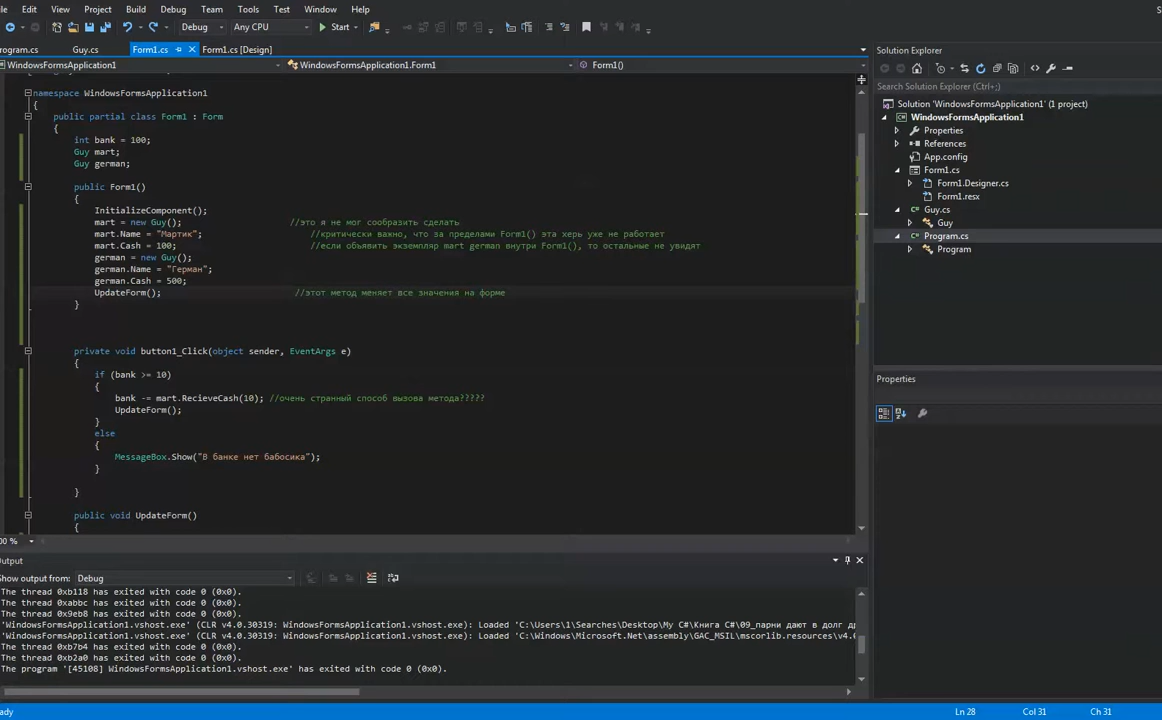 File Edit View Project Build Debug Team Tools Test Window Help
Debug Any CPU Start
Program.cs Guy.cs Form1.cs Form1.cs [Design]
WindowsFormsApplication1 WindowsFormsApplication1.Form1 Form1()
namespace WindowsFormsApplication1
{
public partial class Form1 : Form
{
int bank = 100;
Guy mart;
Guy german;
public Form1()
{
InitializeComponent();
mart = new Guy(); //это я не мог сообразить сделать
mart.Name = "Мартик"; //критически важно, что за пределами Form1() эта херь уже не работает
mart.Cash = 100; //если объявить экземпляр mart german внутри Form1(), то остальные не увидят
german = new Guy();
german.Name = "Герман";
german.Cash = 500;
UpdateForm(); //этот метод меняет все значения на форме
}
private void button1_Click(object sender, EventArgs e)
{
if (bank >= 10)
{
bank -= mart.RecieveCash(10); //очень странный способ вызова метода?????
UpdateForm();
}
else
{
MessageBox.Show("В банке нет бабосика");
}
}
public void UpdateForm()
{
00 %
Output
Show output from: Debug
The thread 0xb118 has exited with code 0 (0x0).
The thread 0xabbc has exited with code 0 (0x0).
The thread 0x9eb8 has exited with code 0 (0x0).
'WindowsFormsApplication1.vshost.exe' (CLR v4.0.30319: WindowsFormsApplication1.vshost.exe): Loaded 'C:\Users\1\Searches\Desktop\My C#\Книга C#\09_парни дают в долг др
'WindowsFormsApplication1.vshost.exe' (CLR v4.0.30319: WindowsFormsApplication1.vshost.exe): Loaded 'C:\Windows\Microsoft.Net\assembly\GAC_MSIL\mscorlib.resources\v4.0
The thread 0xb7b4 has exited with code 0 (0x0).
The thread 0xb2a0 has exited with code 0 (0x0).
The program '[45108] WindowsFormsApplication1.vshost.exe' has exited with code 0 (0x0).
Solution Explorer
Search Solution Explorer (Ctrl+;)
Solution 'WindowsFormsApplication1' (1 project)
WindowsFormsApplication1
Properties
References
App.config
Form1.cs
Form1.Designer.cs
Form1.resx
Guy.cs
Guy
Program.cs
Program
Properties
Ready Ln 28 Col 31 Ch 31